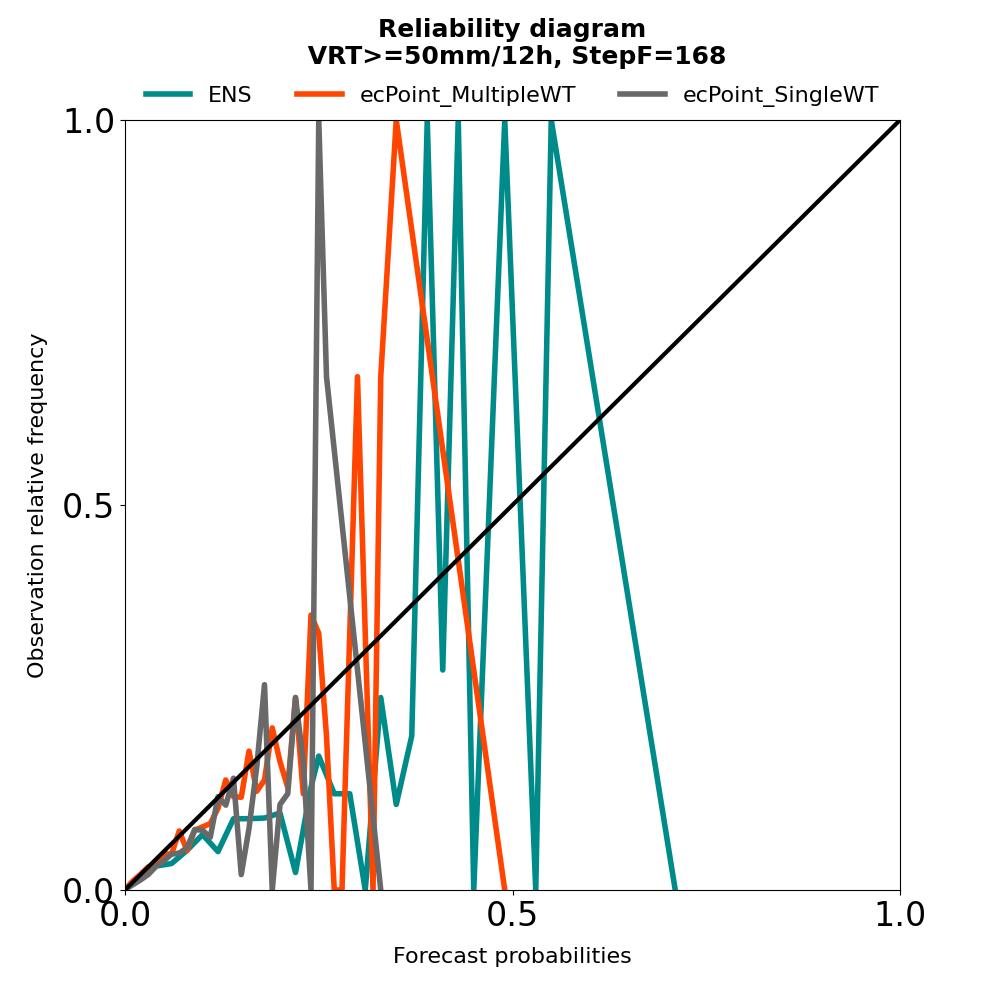 Reliability diagram
VRT>=50mm/12h, StepF=168
ENS ecPoint_MultipleWT ecPoint_SingleWT
1.0
0.5
0.0
Observation relative frequency
0.0 0.5 1.0
Forecast probabilities